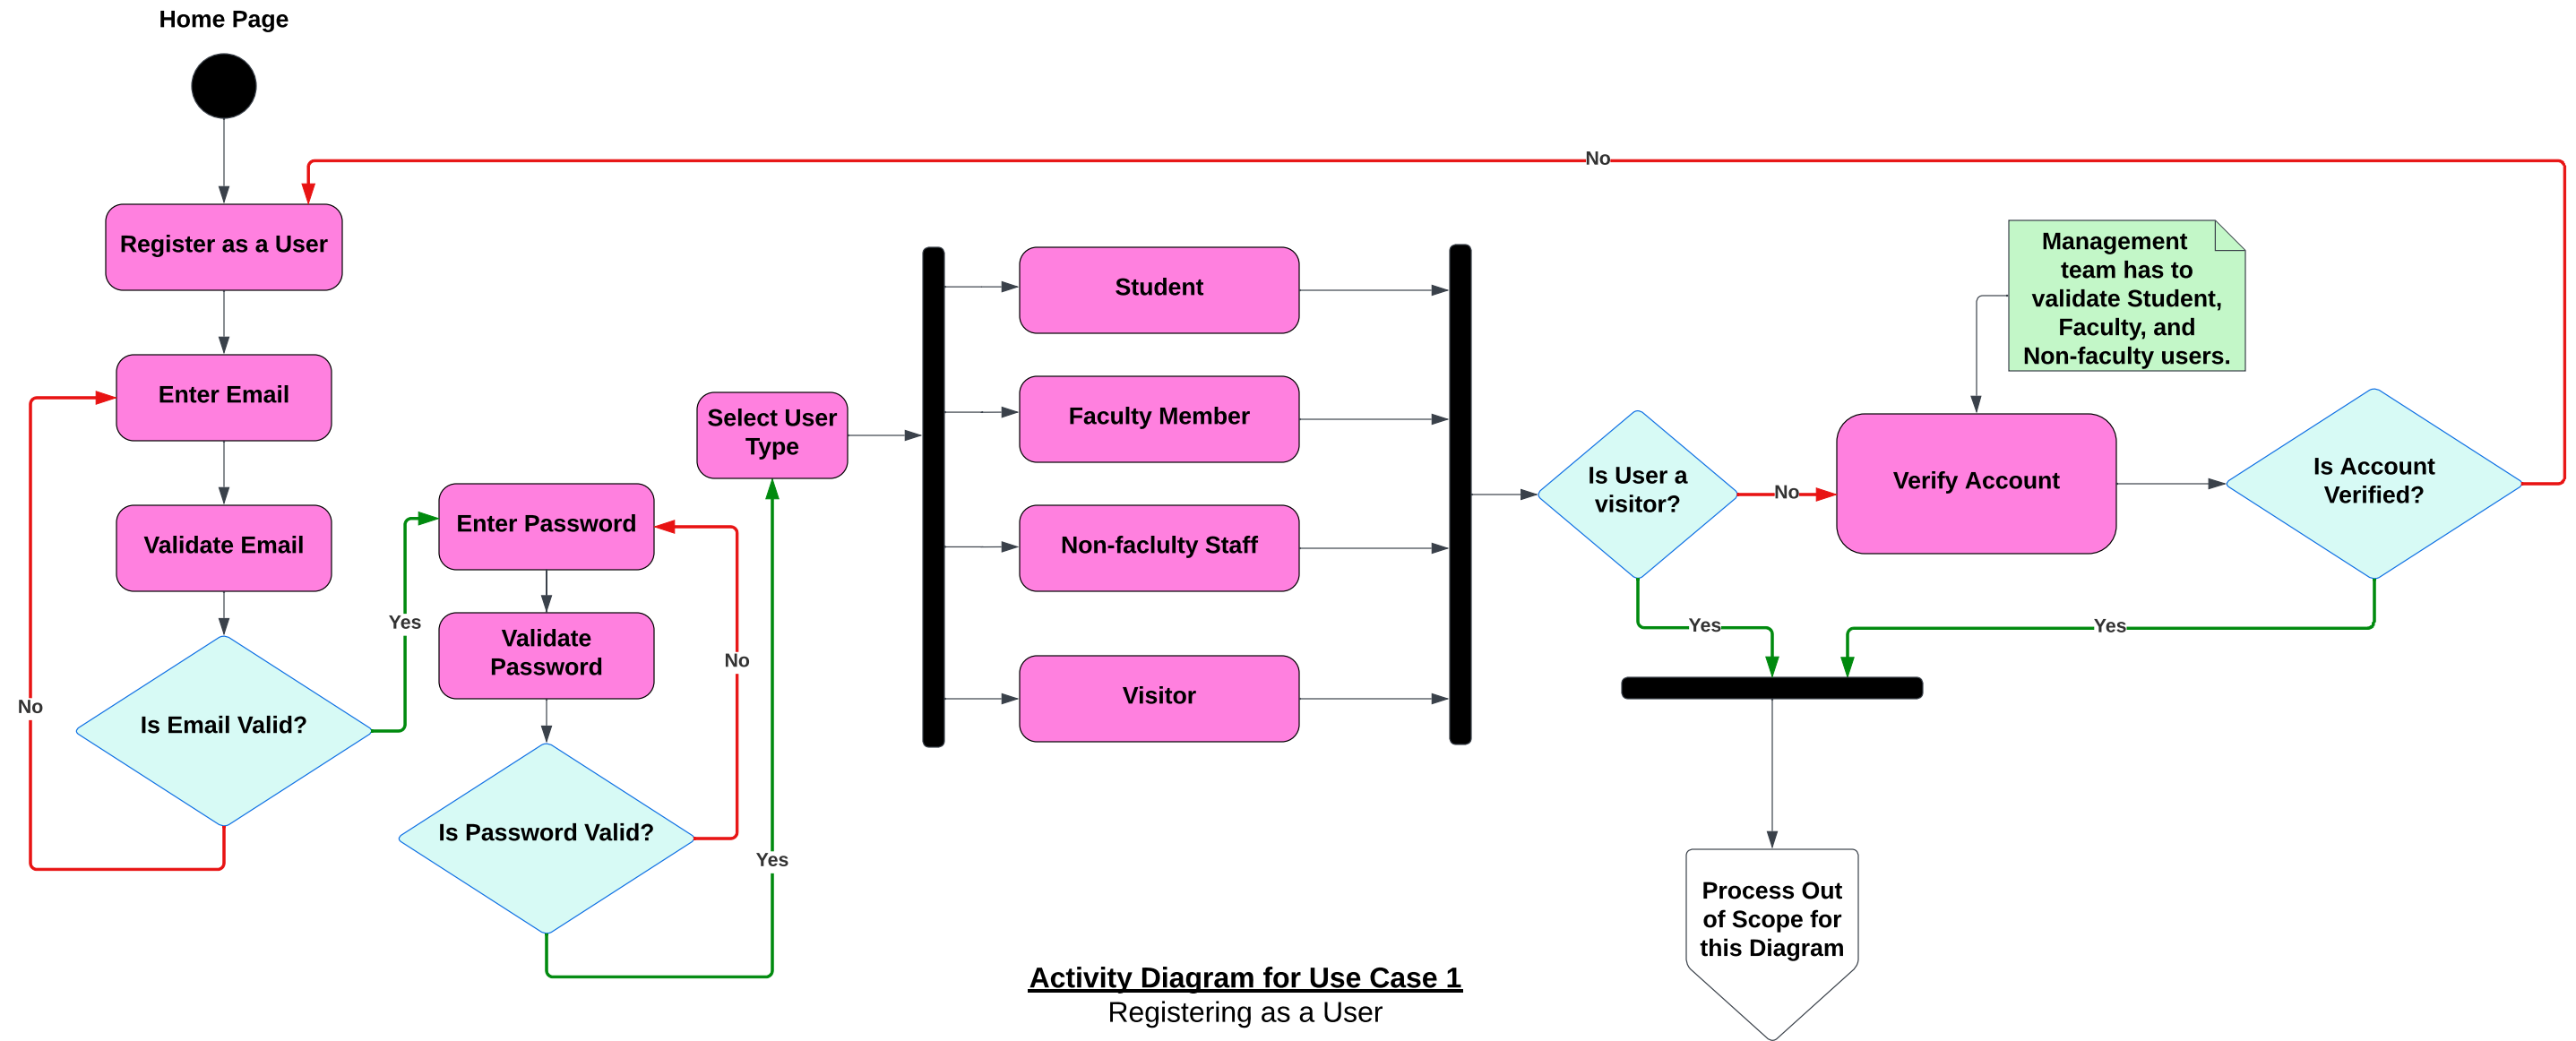 Home Page
No
Register as a User
Management
team has to
validate Student,
Faculty, and
Non-faculty users.
Student
Enter Email
Select User
Type
Faculty Member
Is User a
visitor?
No
Verify Account
Is Account
Verified?
Enter Password
Validate Email
Non-faclulty Staff
Yes
Yes
Yes
Validate
Password
No
Visitor
No
Is Email Valid?
Is Password Valid?
Yes
Process Out
of Scope for
this Diagram
Activity Diagram for Use Case 1
Registering as a User